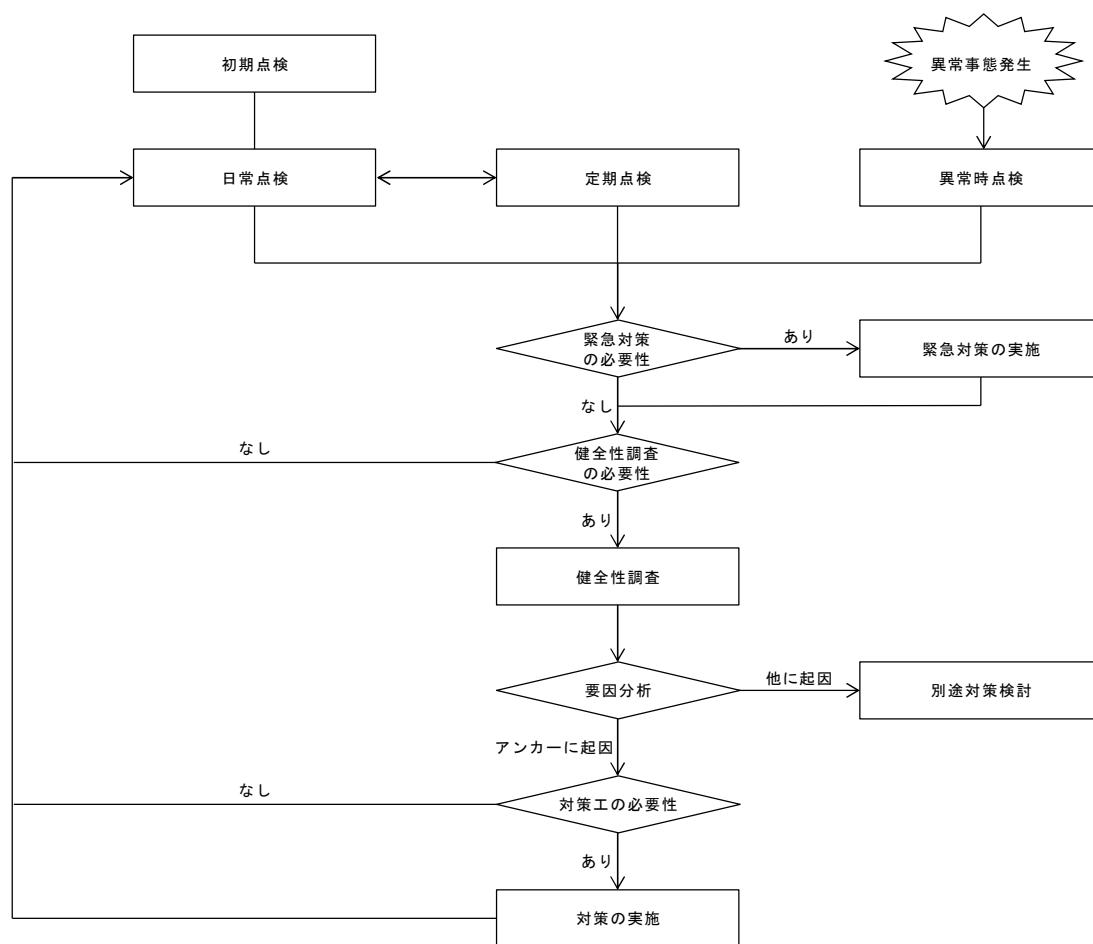 初期点検
異常事態発生
日常点検
定期点検
異常時点検
緊急対策
の必要性
あり
緊急対策の実施
なし
なし
健全性調査
の必要性
あり
健全性調査
要因分析
他に起因
別途対策検討
アンカーに起因
なし
対策工の必要性
あり
対策の実施